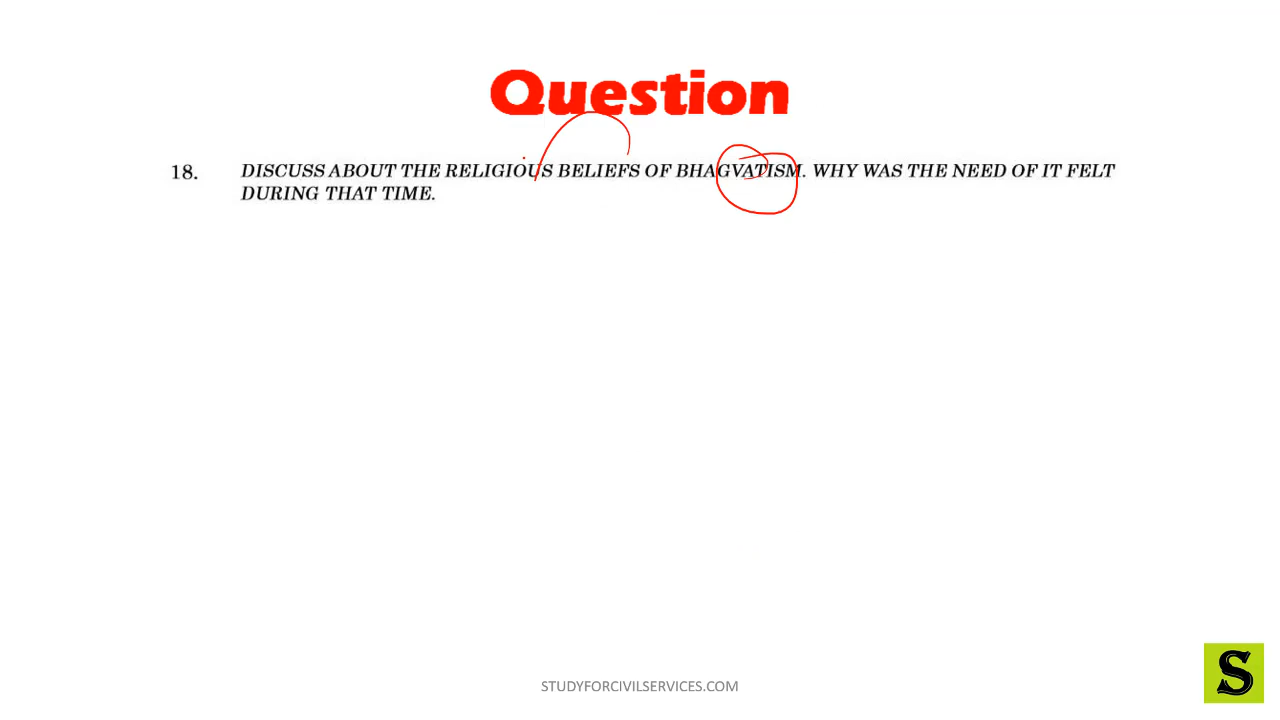 Question
18. DISCUSS ABOUT THE RELIGIOUS BELIEFS OF BHAGVATISM. WHY WAS THE NEED OF IT FELT
DURING THAT TIME.
STUDYFORCIVILSERVICES.COM
S